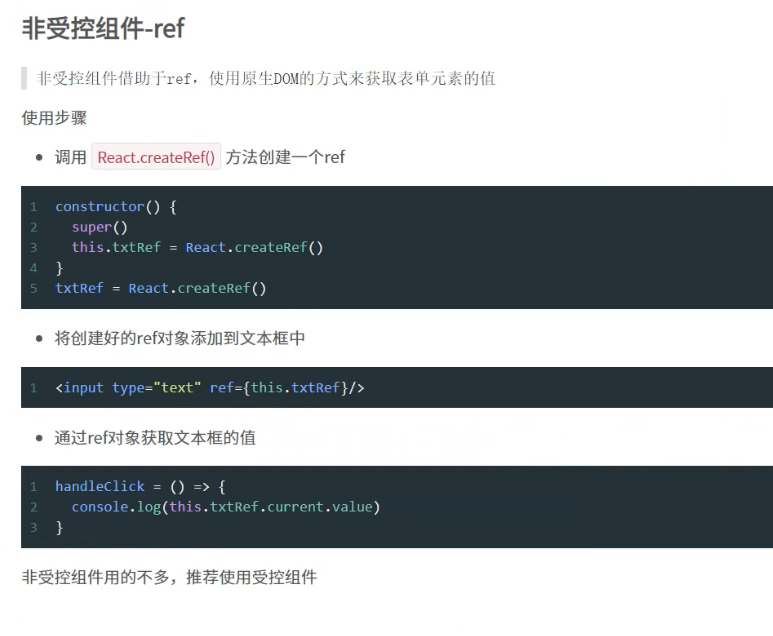 非受控组件-ref
非受控组件借助于ref，使用原生DOM的方式来获取表单元素的值
使用步骤
• 调用 React.createRef() 方法创建一个ref
1 constructor() {
2   super()
3   this.txtRef = React.createRef()
4 }
5 txtRef = React.createRef()
• 将创建好的ref对象添加到文本框中
1 <input type="text" ref={this.txtRef}/>
• 通过ref对象获取文本框的值
1 handleClick = () => {
2   console.log(this.txtRef.current.value)
3 }
非受控组件用的不多，推荐使用受控组件